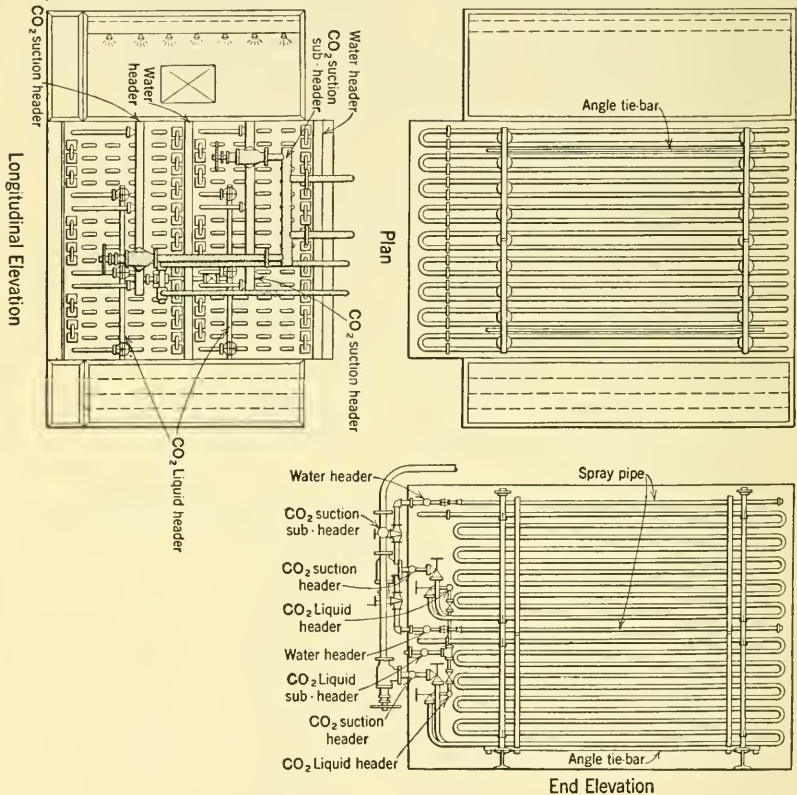 CO₂ suction header
Water
header
CO₂ suction
sub·header
Water header
CO₂ suction header
CO₂ Liquid header
Longitudinal Elevation
Angle tie-bar
Plan
Water header
CO₂ suction
sub·header
CO₂ suction
header
CO₂ Liquid
header
Water header
CO₂ Liquid
sub·header
CO₂ suction
header
CO₂ Liquid header
Spray pipe
Angle tie-bar
End Elevation